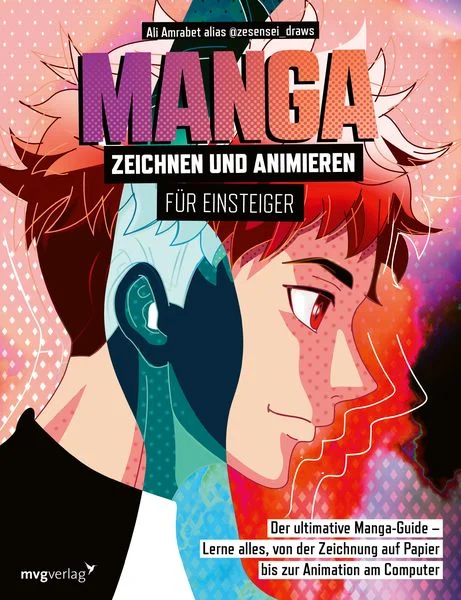 Ali Amrabet alias @zesensei_draws
MANGA
ZEICHNEN UND ANIMIEREN
FÜR EINSTEIGER
Der ultimative Manga-Guide –
Lerne alles, von der Zeichnung auf Papier
bis zur Animation am Computer
mvgverlag